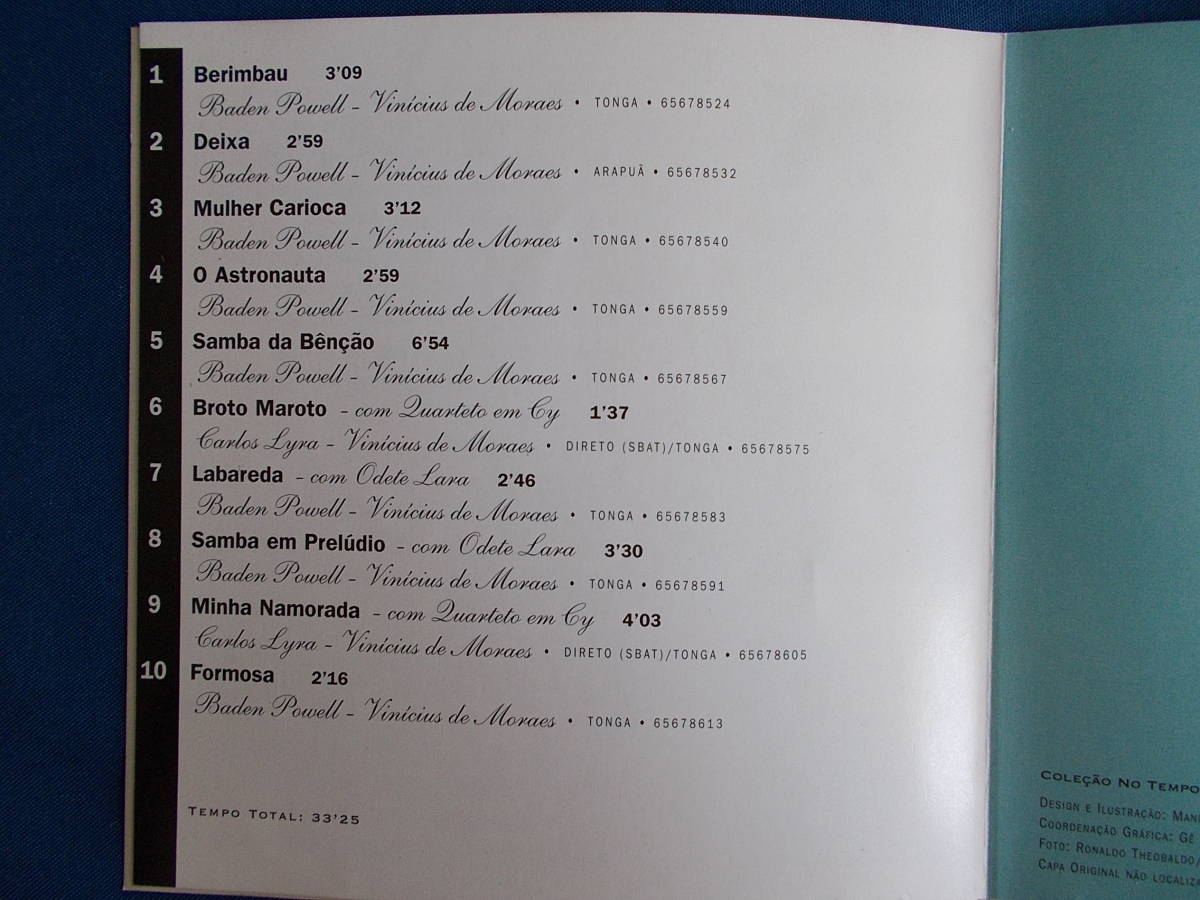 1 Berimbau 3'09
Baden Powell - Vinícius de Moraes • TONGA • 65678524
2 Deixa 2'59
Baden Powell - Vinícius de Moraes • ARAPUÃ • 65678532
3 Mulher Carioca 3'12
Baden Powell - Vinícius de Moraes • TONGA • 65678540
4 O Astronauta 2'59
Baden Powell - Vinícius de Moraes • TONGA • 65678559
5 Samba da Bênção 6'54
Baden Powell - Vinícius de Moraes • TONGA • 65678567
6 Broto Maroto - com Quarteto em Cy 1'37
Carlos Lyra - Vinícius de Moraes • DIRETO (SBAT)/TONGA • 65678575
7 Labareda - com Odete Lara 2'46
Baden Powell - Vinícius de Moraes • TONGA • 65678583
8 Samba em Prelúdio - com Odete Lara 3'30
Baden Powell - Vinícius de Moraes • TONGA • 65678591
9 Minha Namorada - com Quarteto em Cy 4'03
Carlos Lyra - Vinícius de Moraes • DIRETO (SBAT)/TONGA • 65678605
10 Formosa 2'16
Baden Powell - Vinícius de Moraes • TONGA • 65678613
TEMPO TOTAL: 33'25
COLEÇÃO NO TEMPO
DESIGN E ILUSTRAÇÃO:
COORDENAÇÃO GRÁFICA: GÊ
FOTO: RONALDO THEOBALDO/
CAPA ORIGINAL NÃO